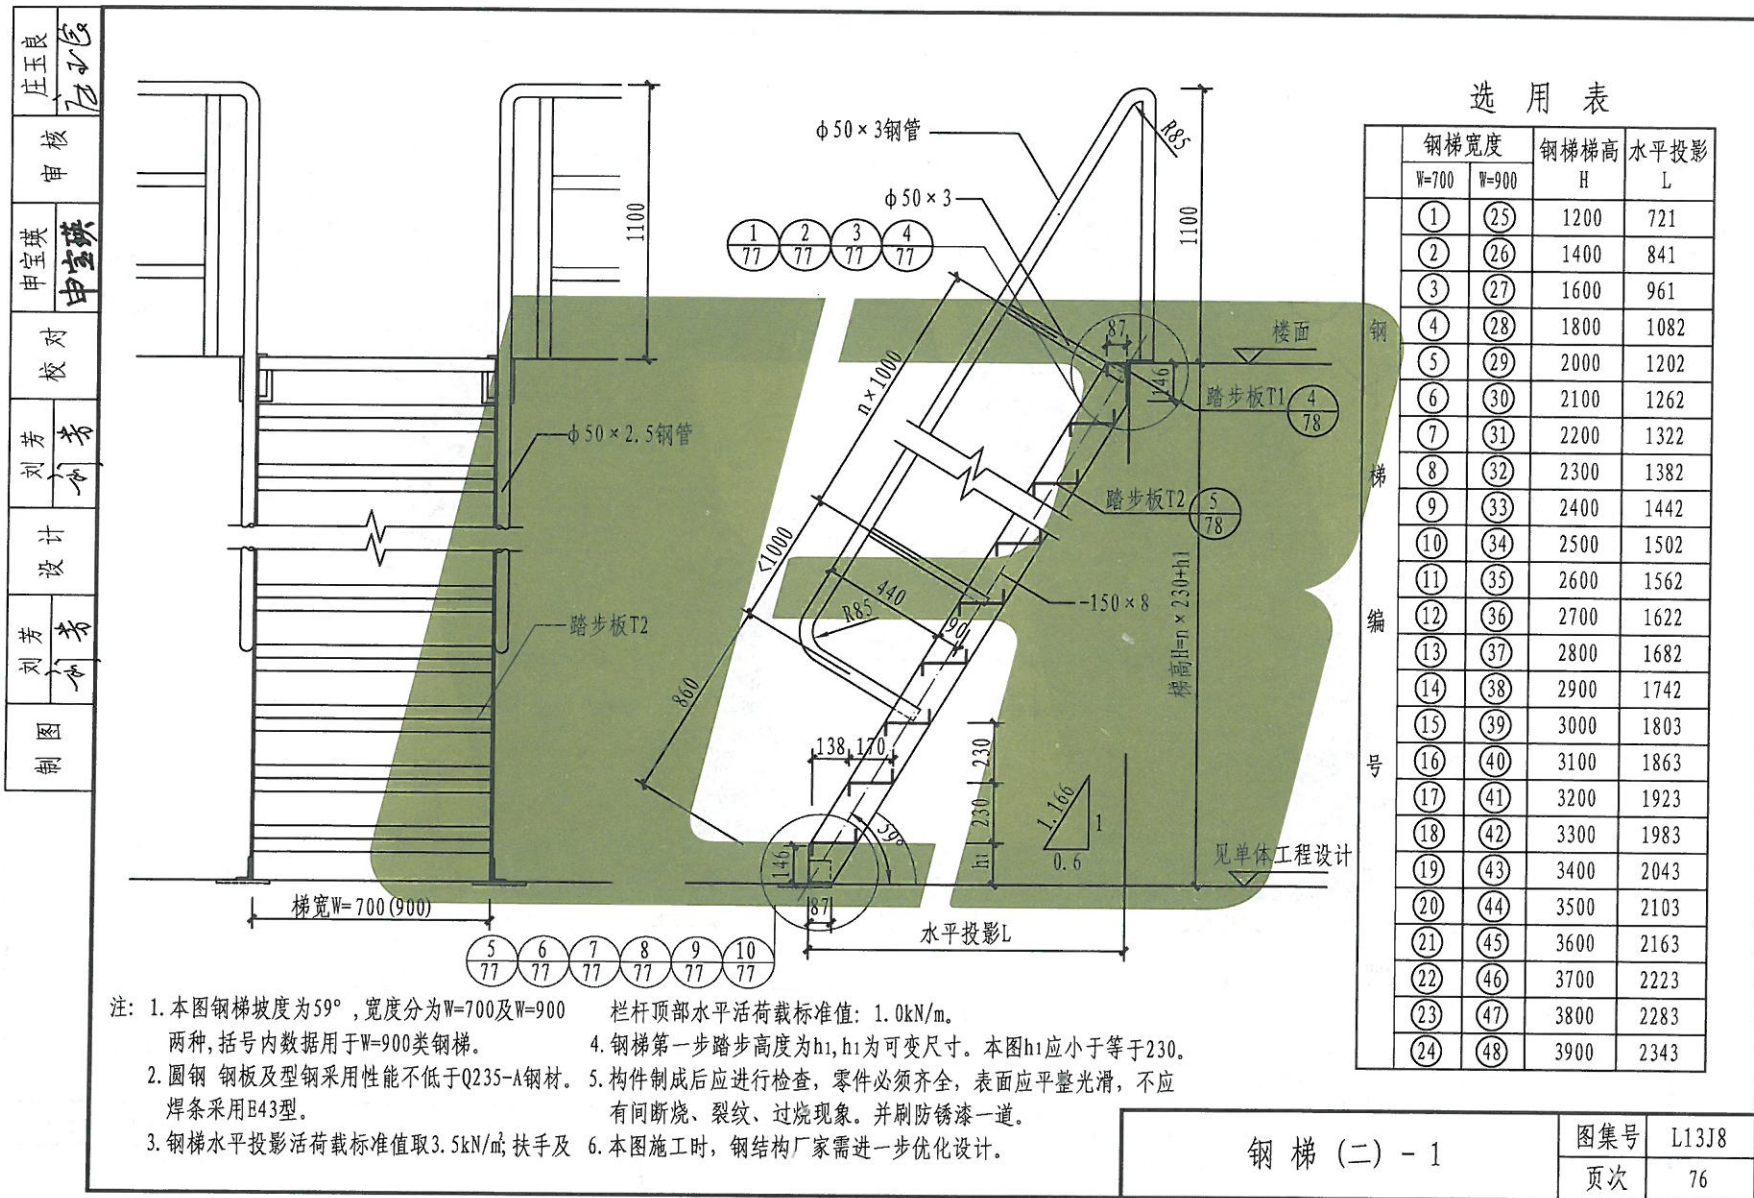 庄玉良
审核
申宝瑛
申宝瑛
校对
刘芳
刘芳
设计
刘芳
刘芳
制图
1100
φ50×2.5钢管
踏步板T2
梯宽W=700(900)
φ50×3钢管
φ50×3
R85
1100
1/77 2/77 3/77 4/77
n×1000
87
楼面
146
踏步板T1 4/78
踏步板T2 5/78
<1000
440
R85
90
-150×8
梯高H=n×230+h1
860
138 170
230
230
1.166
1
0.6
59°
h1
146
87
见单体工程设计
水平投影L
5/77 6/77 7/77 8/77 9/77 10/77
选用表
钢梯宽度 钢梯梯高 水平投影
W=700 W=900 H L
钢梯编号
1 25 1200 721
2 26 1400 841
3 27 1600 961
4 28 1800 1082
5 29 2000 1202
6 30 2100 1262
7 31 2200 1322
8 32 2300 1382
9 33 2400 1442
10 34 2500 1502
11 35 2600 1562
12 36 2700 1622
13 37 2800 1682
14 38 2900 1742
15 39 3000 1803
16 40 3100 1863
17 41 3200 1923
18 42 3300 1983
19 43 3400 2043
20 44 3500 2103
21 45 3600 2163
22 46 3700 2223
23 47 3800 2283
24 48 3900 2343
注: 1.本图钢梯坡度为59°,宽度分为W=700及W=900
两种,括号内数据用于W=900类钢梯。
2.圆钢 钢板及型钢采用性能不低于Q235-A钢材。
焊条采用E43型。
3.钢梯水平投影活荷载标准值取3.5kN/㎡;扶手及
栏杆顶部水平活荷载标准值: 1.0kN/m。
4.钢梯第一步踏步高度为h1,h1为可变尺寸。本图h1应小于等于230。
5.构件制成后应进行检查，零件必须齐全，表面应平整光滑，不应
有间断烧、裂纹、过烧现象。并刷防锈漆一道。
6.本图施工时，钢结构厂家需进一步优化设计。
钢梯(二)-1
图集号 L13J8
页次 76